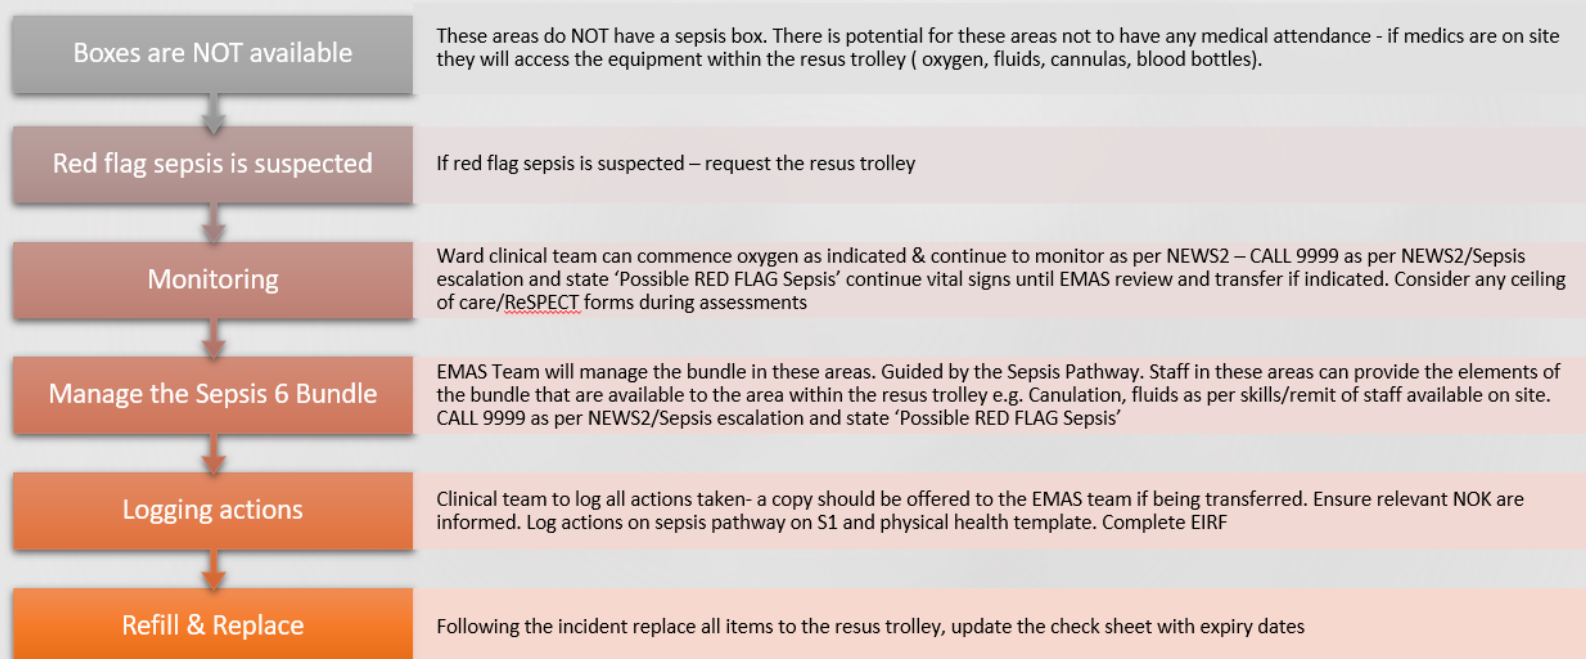 Boxes are NOT available
These areas do NOT have a sepsis box. There is potential for these areas not to have any medical attendance - if medics are on site
they will access the equipment within the resus trolley ( oxygen, fluids, cannulas, blood bottles).
Red flag sepsis is suspected
If red flag sepsis is suspected – request the resus trolley
Monitoring
Ward clinical team can commence oxygen as indicated & continue to monitor as per NEWS2 – CALL 9999 as per NEWS2/Sepsis
escalation and state ‘Possible RED FLAG Sepsis’ continue vital signs until EMAS review and transfer if indicated. Consider any ceiling
of care/ReSPECT forms during assessments
Manage the Sepsis 6 Bundle
EMAS Team will manage the bundle in these areas. Guided by the Sepsis Pathway. Staff in these areas can provide the elements of
the bundle that are available to the area within the resus trolley e.g. Canulation, fluids as per skills/remit of staff available on site.
CALL 9999 as per NEWS2/Sepsis escalation and state ‘Possible RED FLAG Sepsis’
Logging actions
Clinical team to log all actions taken- a copy should be offered to the EMAS team if being transferred. Ensure relevant NOK are
informed. Log actions on sepsis pathway on S1 and physical health template. Complete EIRF
Refill & Replace
Following the incident replace all items to the resus trolley, update the check sheet with expiry dates